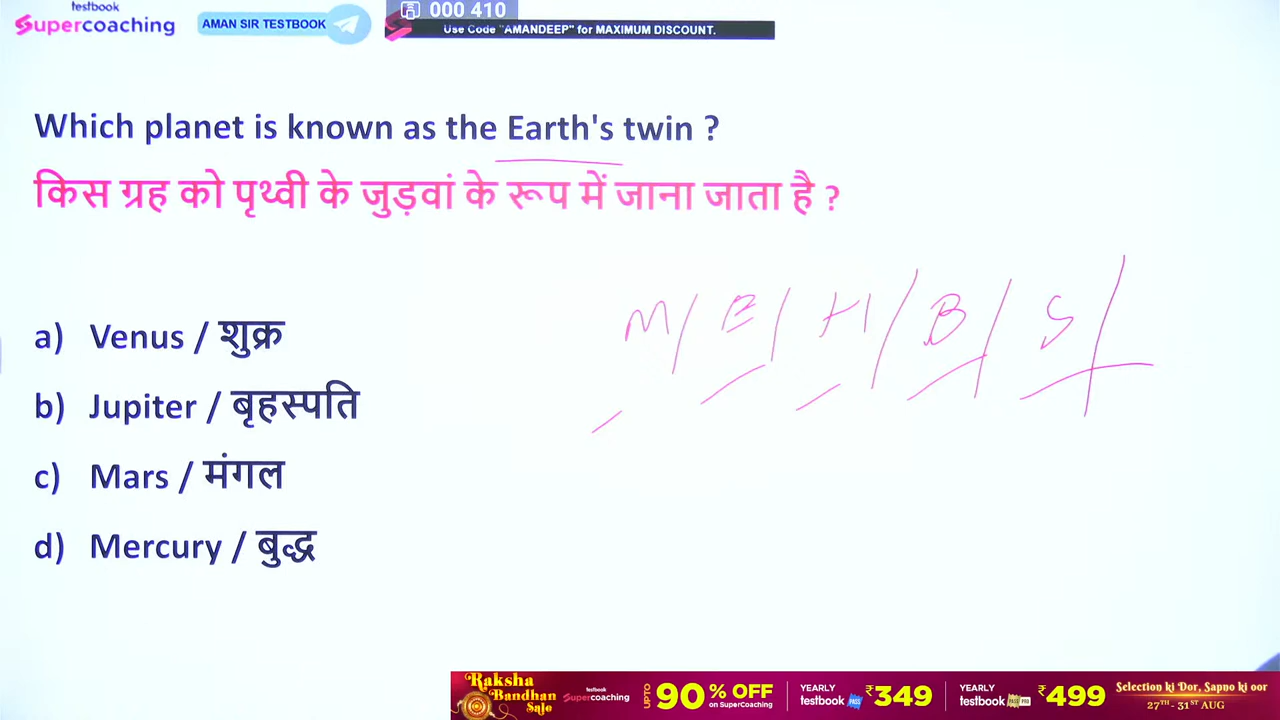 testbook
Supercoaching
AMAN SIR TESTBOOK
000 410
Use Code "AMANDEEP" for MAXIMUM DISCOUNT.
Which planet is known as the Earth's twin ?
किस ग्रह को पृथ्वी के जुड़वां के रूप में जाना जाता है ?
M / E / H / B / S /
a) Venus / शुक्र
b) Jupiter / बृहस्पति
c) Mars / मंगल
d) Mercury / बुद्ध
Raksha Bandhan Sale
testbook Supercoaching
UPTO 90% OFF on SuperCoaching
YEARLY testbook PASS ₹349
YEARLY testbook PASS PRO ₹499
Selection ki Dor, Sapno ki oor
27TH - 31ST AUG